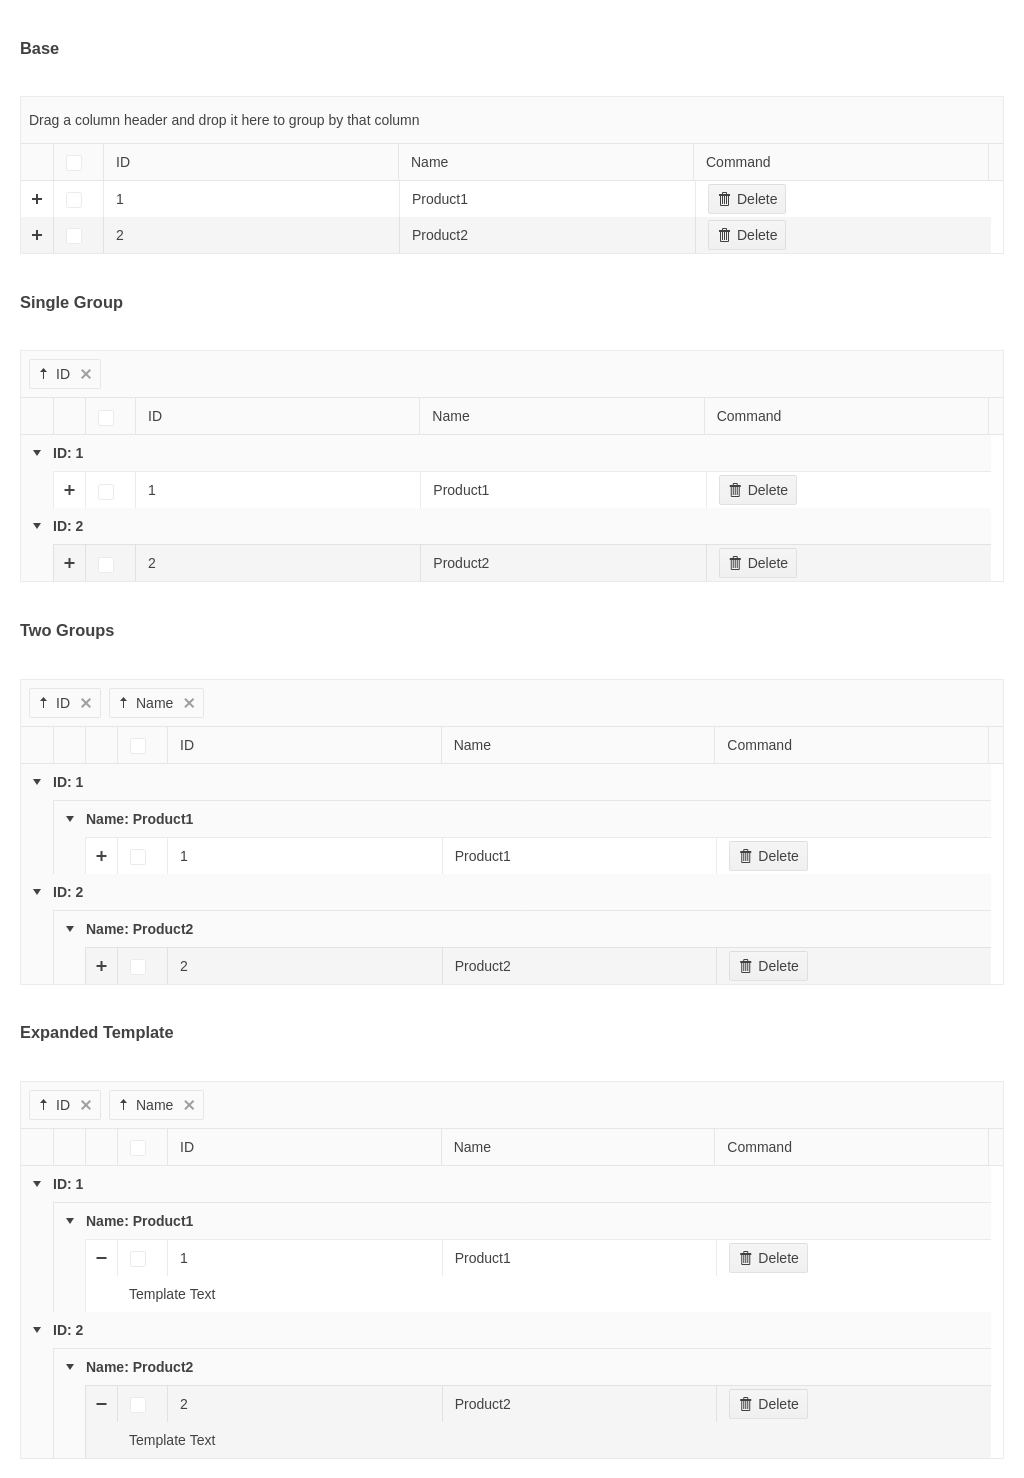 Base
Drag a column header and drop it here to group by that column
ID Name Command
1 Product1 Delete
2 Product2 Delete
Single Group
ID
ID Name Command
ID: 1
1 Product1 Delete
ID: 2
2 Product2 Delete
Two Groups
ID Name
ID Name Command
ID: 1
Name: Product1
1 Product1 Delete
ID: 2
Name: Product2
2 Product2 Delete
Expanded Template
ID Name
ID Name Command
ID: 1
Name: Product1
1 Product1 Delete
Template Text
ID: 2
Name: Product2
2 Product2 Delete
Template Text